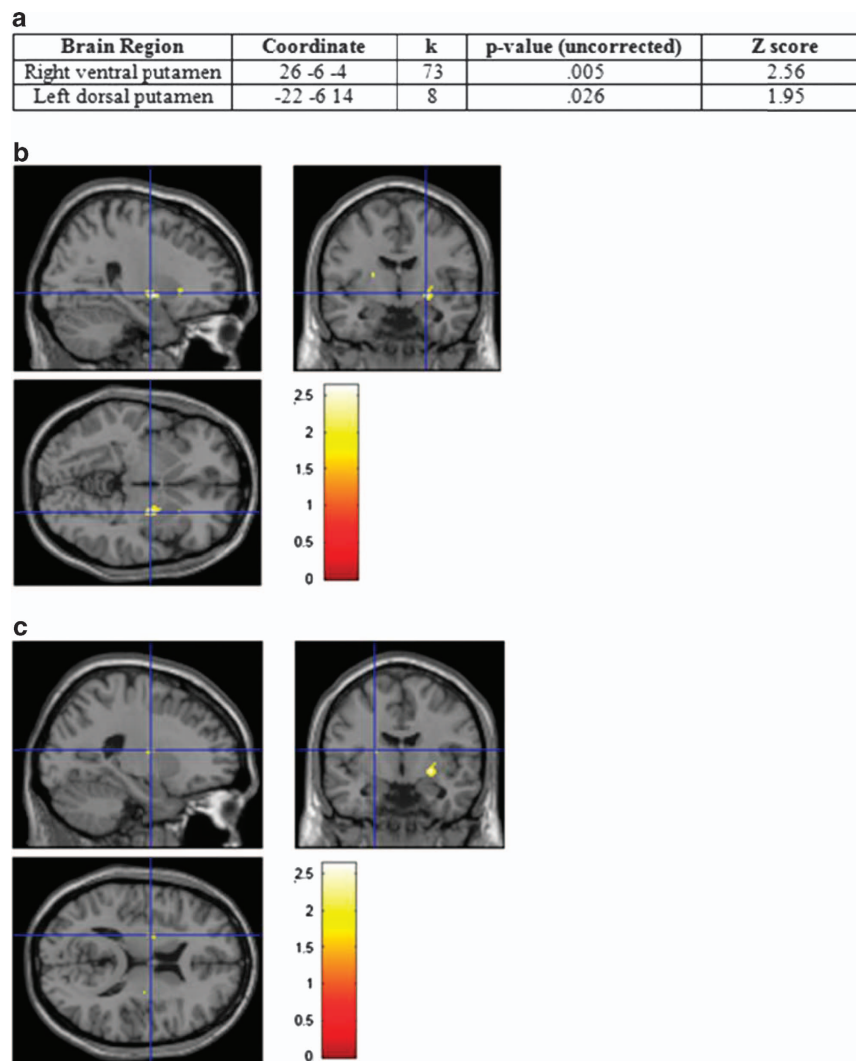 a
Brain Region Coordinate k p-value (uncorrected) Z score
Right ventral putamen 26 -6 -4 73 .005 2.56
Left dorsal putamen -22 -6 14 8 .026 1.95
b
2.5
2
1.5
1
0.5
0
c
2.5
2
1.5
1
0.5
0